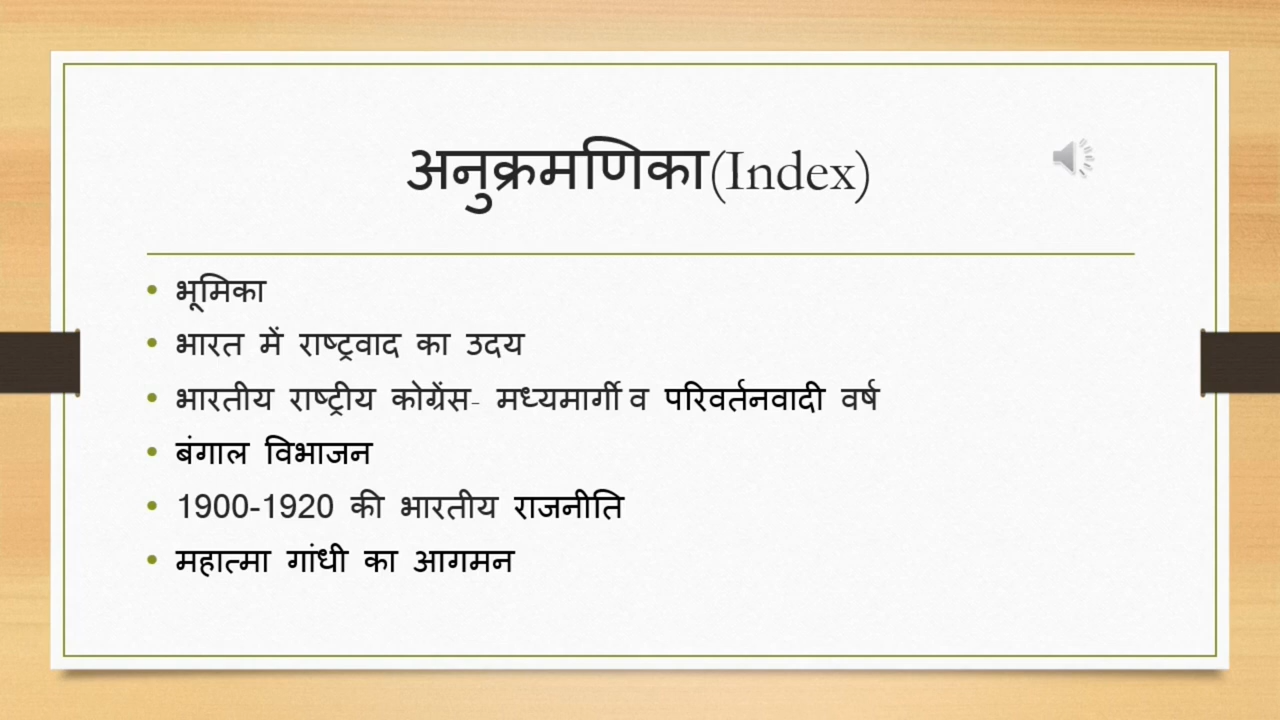 अनुक्रमणिका(Index)
• भूमिका
• भारत में राष्ट्रवाद का उदय
• भारतीय राष्ट्रीय कोग्रेंस- मध्यमार्गी व परिवर्तनवादी वर्ष
• बंगाल विभाजन
• 1900-1920 की भारतीय राजनीति
• महात्मा गांधी का आगमन